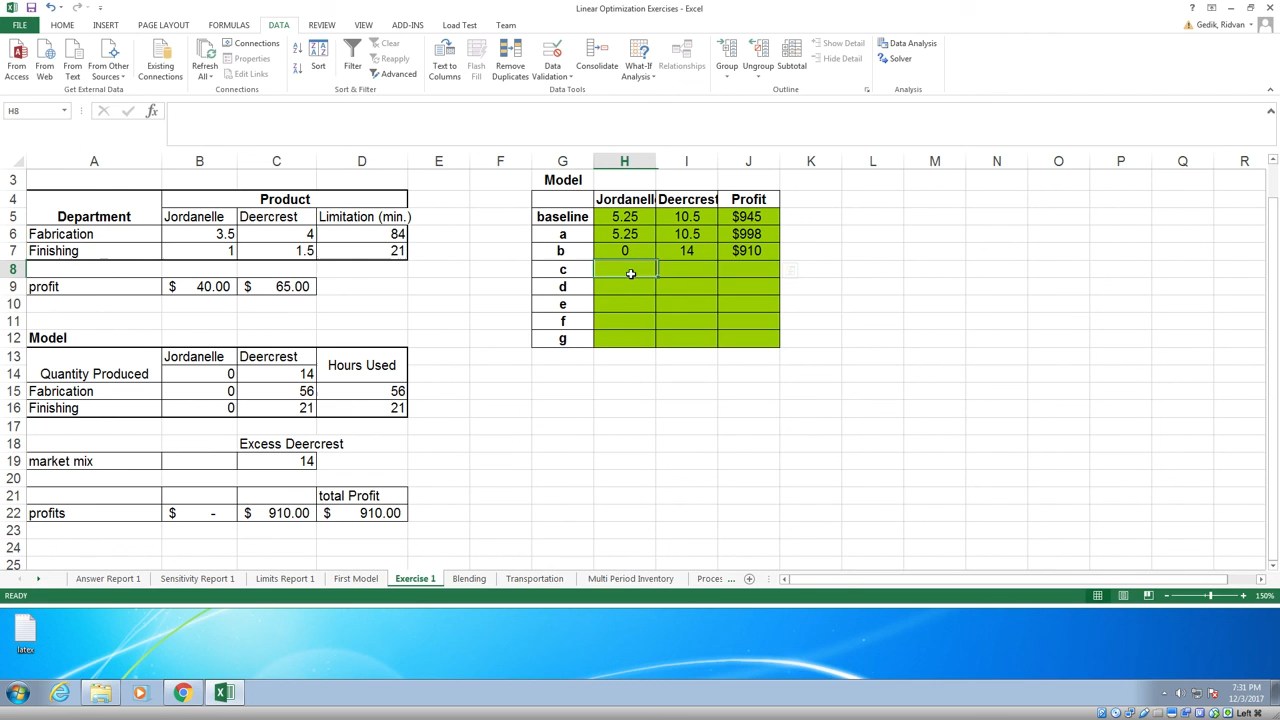 Linear Optimization Exercises - Excel
FILE HOME INSERT PAGE LAYOUT FORMULAS DATA REVIEW VIEW ADD-INS Load Test Team Gedik, Ridvan
From Access From Web From Text From Other Sources Existing Connections Refresh All Connections Properties Edit Links Sort Filter Clear Reapply Advanced Text to Columns Flash Fill Remove Duplicates Data Validation Consolidate What-If Analysis Relationships Group Ungroup Subtotal Show Detail Hide Detail Data Analysis Solver
Get External Data Connections Sort & Filter Data Tools Outline Analysis
H8 fx
A B C D E F G H I J K L M N O P Q R
3 Model
4 Product Jordanelle Deercrest Profit
5 Department Jordanelle Deercrest Limitation (min.) baseline 5.25 10.5 $945
6 Fabrication 3.5 4 84 a 5.25 10.5 $998
7 Finishing 1 1.5 21 b 0 14 $910
8 c
9 profit $ 40.00 $ 65.00 d
10 e
11 f
12 Model g
13 Jordanelle Deercrest Hours Used
14 Quantity Produced 0 14
15 Fabrication 0 56 56
16 Finishing 0 21 21
17
18 Excess Deercrest
19 market mix 14
20
21 total Profit
22 profits $ - $ 910.00 $ 910.00
23
24
25
Answer Report 1 Sensitivity Report 1 Limits Report 1 First Model Exercise 1 Blending Transportation Multi Period Inventory Proces ...
READY 150%
latex
7:31 PM
12/3/2017
Left